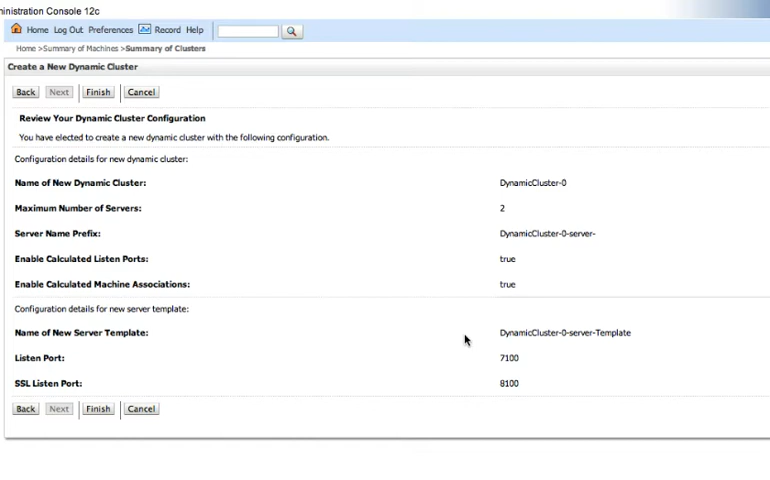 ninistration Console 12c
Home Log Out Preferences Record Help
Home >Summary of Machines >Summary of Clusters
Create a New Dynamic Cluster
Back Next Finish Cancel
Review Your Dynamic Cluster Configuration
You have elected to create a new dynamic cluster with the following configuration.
Configuration details for new dynamic cluster:
Name of New Dynamic Cluster: DynamicCluster-0
Maximum Number of Servers: 2
Server Name Prefix: DynamicCluster-0-server-
Enable Calculated Listen Ports: true
Enable Calculated Machine Associations: true
Configuration details for new server template:
Name of New Server Template: DynamicCluster-0-server-Template
Listen Port: 7100
SSL Listen Port: 8100
Back Next Finish Cancel